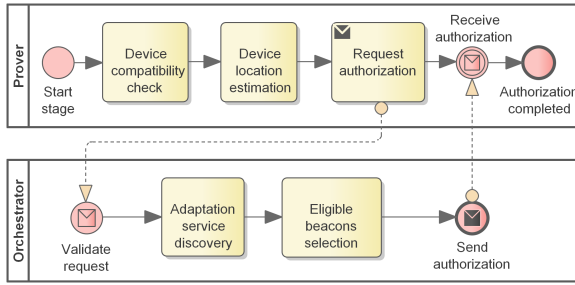 Prover
Start
stage
Device
compatibility
check
Device
location
estimation
Request
authorization
Receive
authorization
Authorization
completed
Orchestrator
Validate
request
Adaptation
service
discovery
Eligible
beacons
selection
Send
authorization